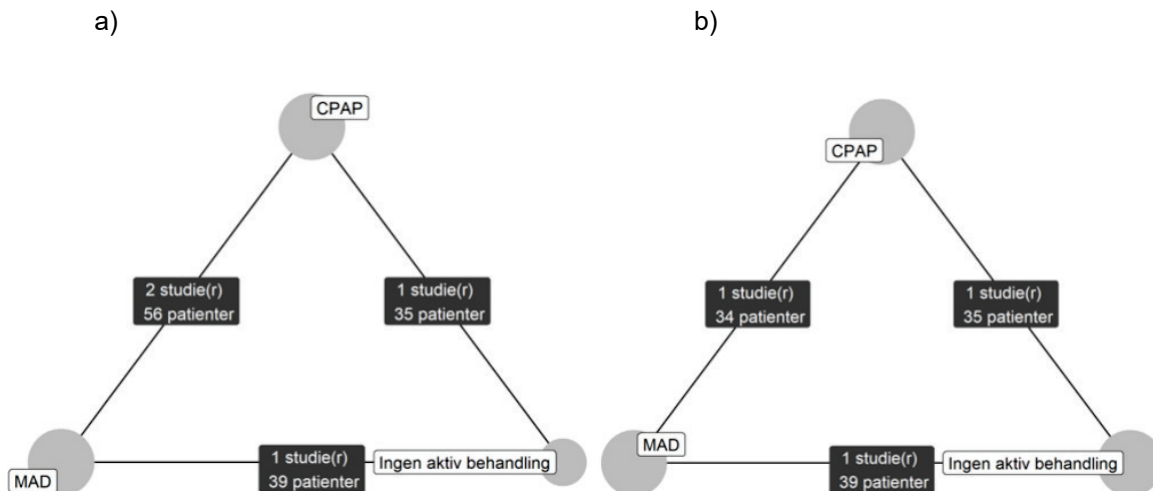 a)
b)
CPAP
2 studie(r)
56 patienter
1 studie(r)
35 patienter
MAD
1 studie(r)
39 patienter
Ingen aktiv behandling
CPAP
1 studie(r)
34 patienter
1 studie(r)
35 patienter
MAD
1 studie(r)
39 patienter
Ingen aktiv behandling